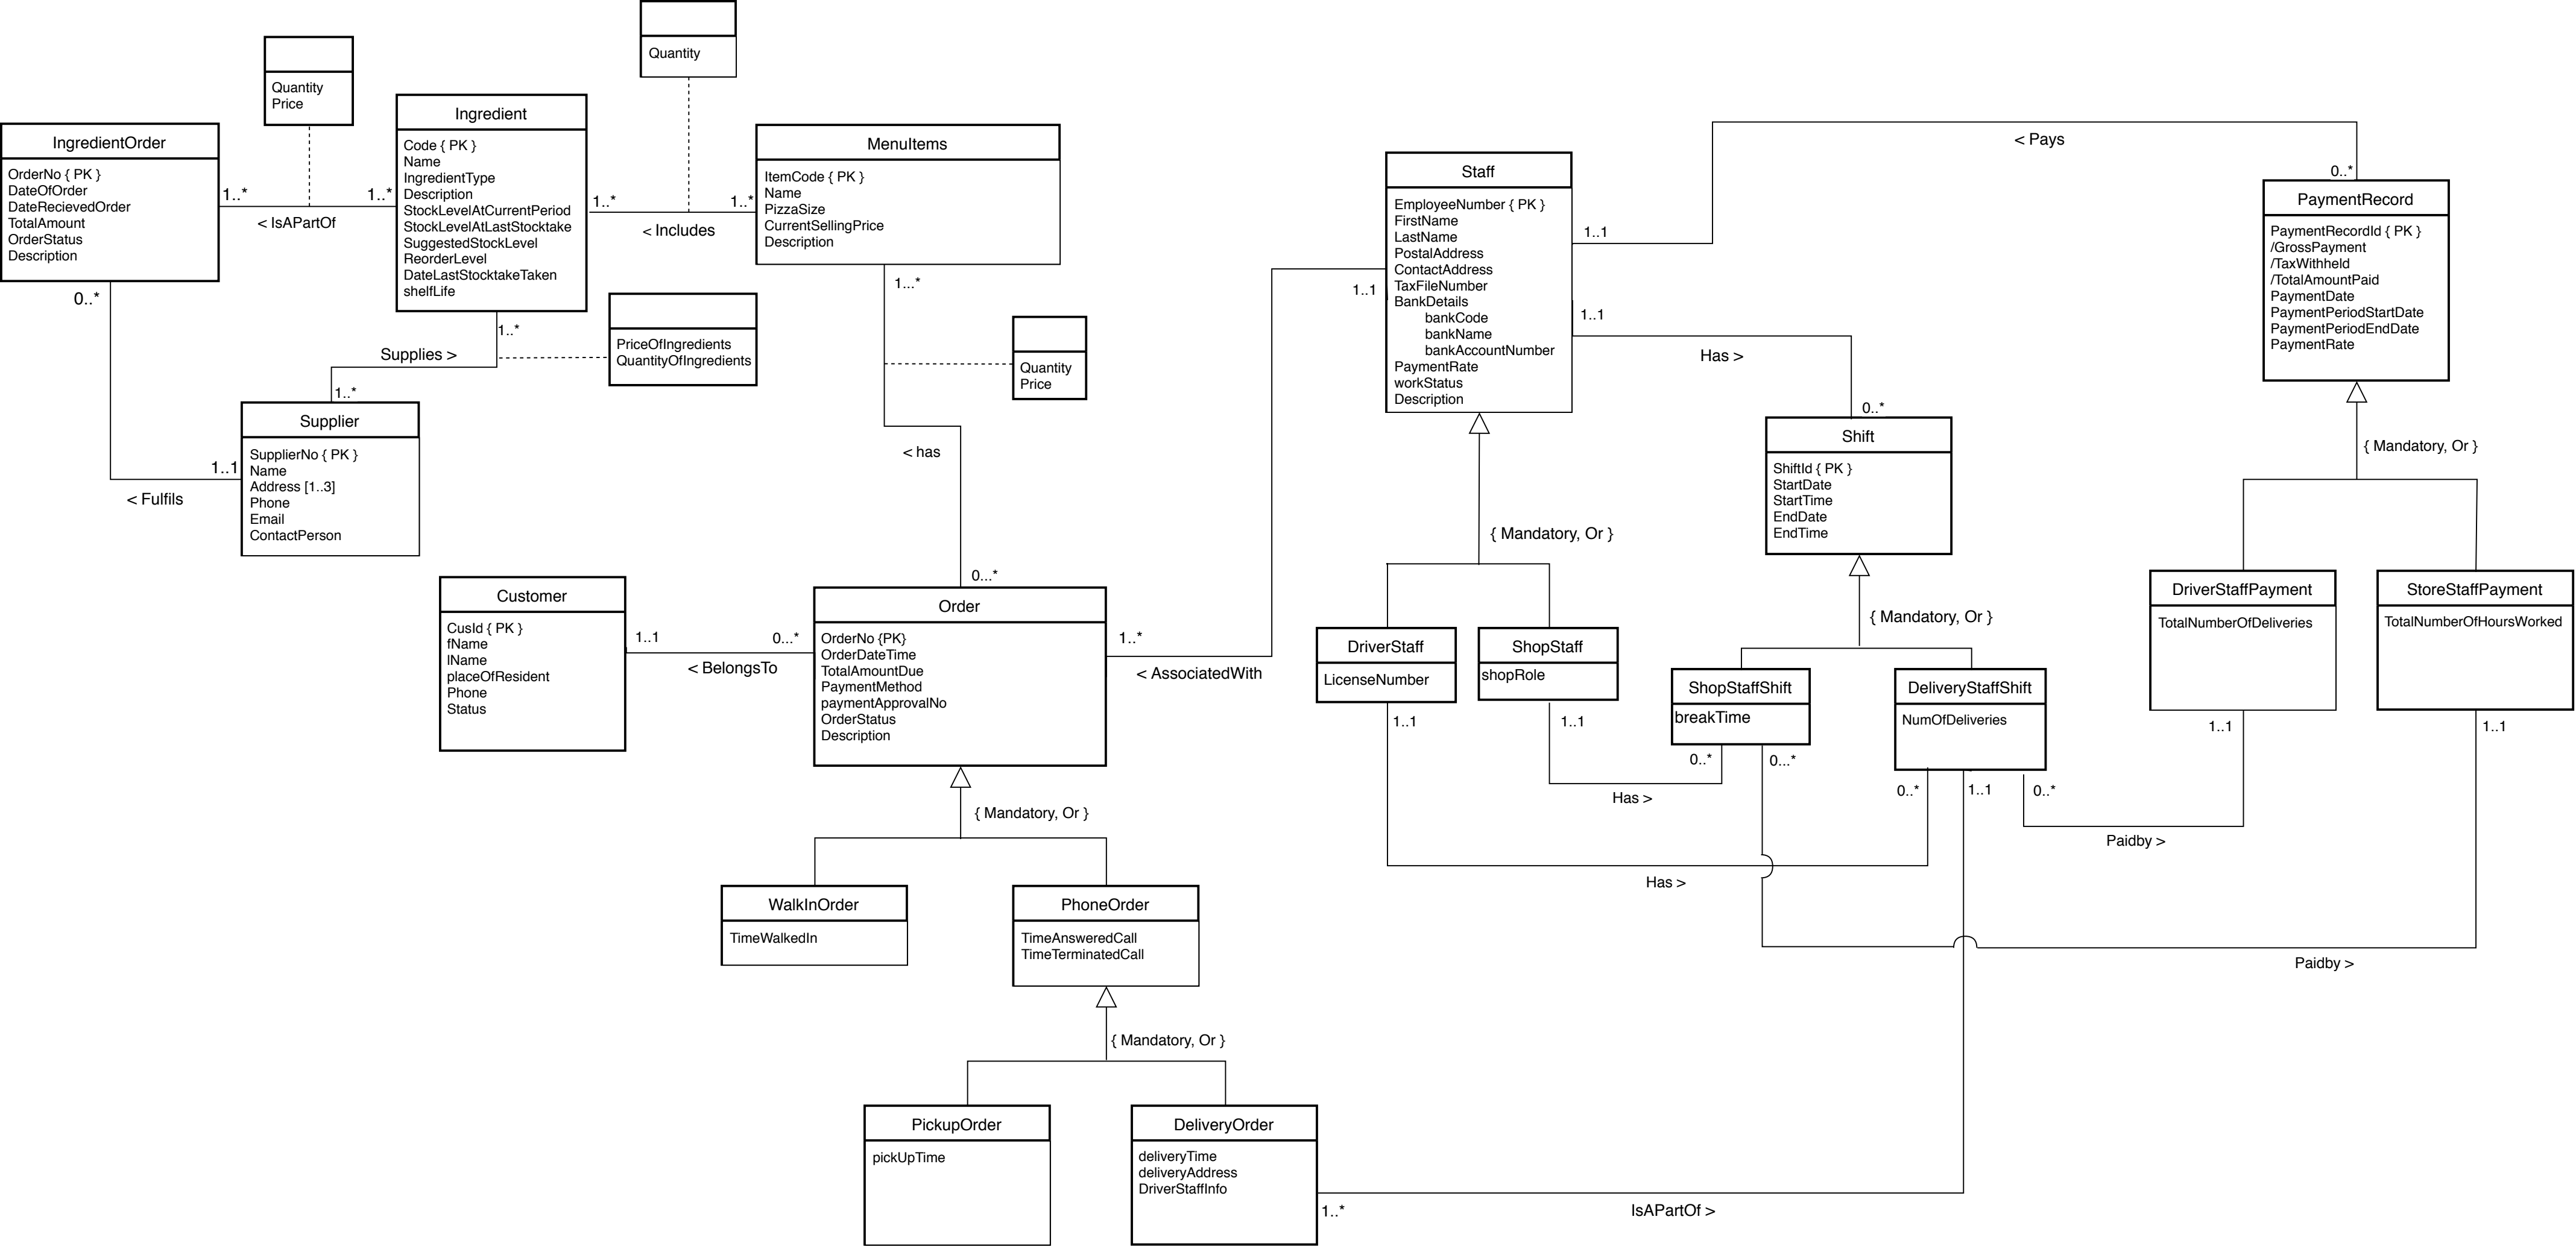 Quantity
Quantity
Price
IngredientOrder
OrderNo { PK }
DateOfOrder
DateRecievedOrder
TotalAmount
OrderStatus
Description
1..*
1..*
< IsAPartOf
0..*
Ingredient
Code { PK }
Name
IngredientType
Description
StockLevelAtCurrentPeriod
StockLevelAtLastStocktake
SuggestedStockLevel
ReorderLevel
DateLastStocktakeTaken
shelfLife
1..*
1..*
< Includes
MenuItems
ItemCode { PK }
Name
PizzaSize
CurrentSellingPrice
Description
1...*
1..*
Supplies >
1..*
PriceOfIngredients
QuantityOfIngredients
Quantity
Price
Supplier
SupplierNo { PK }
Name
Address [1..3]
Phone
Email
ContactPerson
1..1
< Fulfils
< has
0...*
Customer
CusId { PK }
fName
lName
placeOfResident
Phone
Status
1..1
0...*
< BelongsTo
Order
OrderNo {PK}
OrderDateTime
TotalAmountDue
PaymentMethod
paymentApprovalNo
OrderStatus
Description
1..*
< AssociatedWith
1..1
{ Mandatory, Or }
WalkInOrder
TimeWalkedIn
PhoneOrder
TimeAnsweredCall
TimeTerminatedCall
{ Mandatory, Or }
PickupOrder
pickUpTime
DeliveryOrder
deliveryTime
deliveryAddress
DriverStaffInfo
1..*
IsAPartOf >
Staff
EmployeeNumber { PK }
FirstName
LastName
PostalAddress
ContactAddress
TaxFileNumber
BankDetails
bankCode
bankName
bankAccountNumber
PaymentRate
workStatus
Description
1..1
< Pays
0..*
1..1
Has >
0..*
PaymentRecord
PaymentRecordId { PK }
/GrossPayment
/TaxWithheld
/TotalAmountPaid
PaymentDate
PaymentPeriodStartDate
PaymentPeriodEndDate
PaymentRate
{ Mandatory, Or }
Shift
ShiftId { PK }
StartDate
StartTime
EndDate
EndTime
{ Mandatory, Or }
{ Mandatory, Or }
DriverStaff
LicenseNumber
1..1
ShopStaff
shopRole
1..1
ShopStaffShift
breakTime
0..*
0...*
DeliveryStaffShift
NumOfDeliveries
0..*
1..1
0..*
DriverStaffPayment
TotalNumberOfDeliveries
1..1
StoreStaffPayment
TotalNumberOfHoursWorked
1..1
Has >
Paidby >
Has >
Paidby >